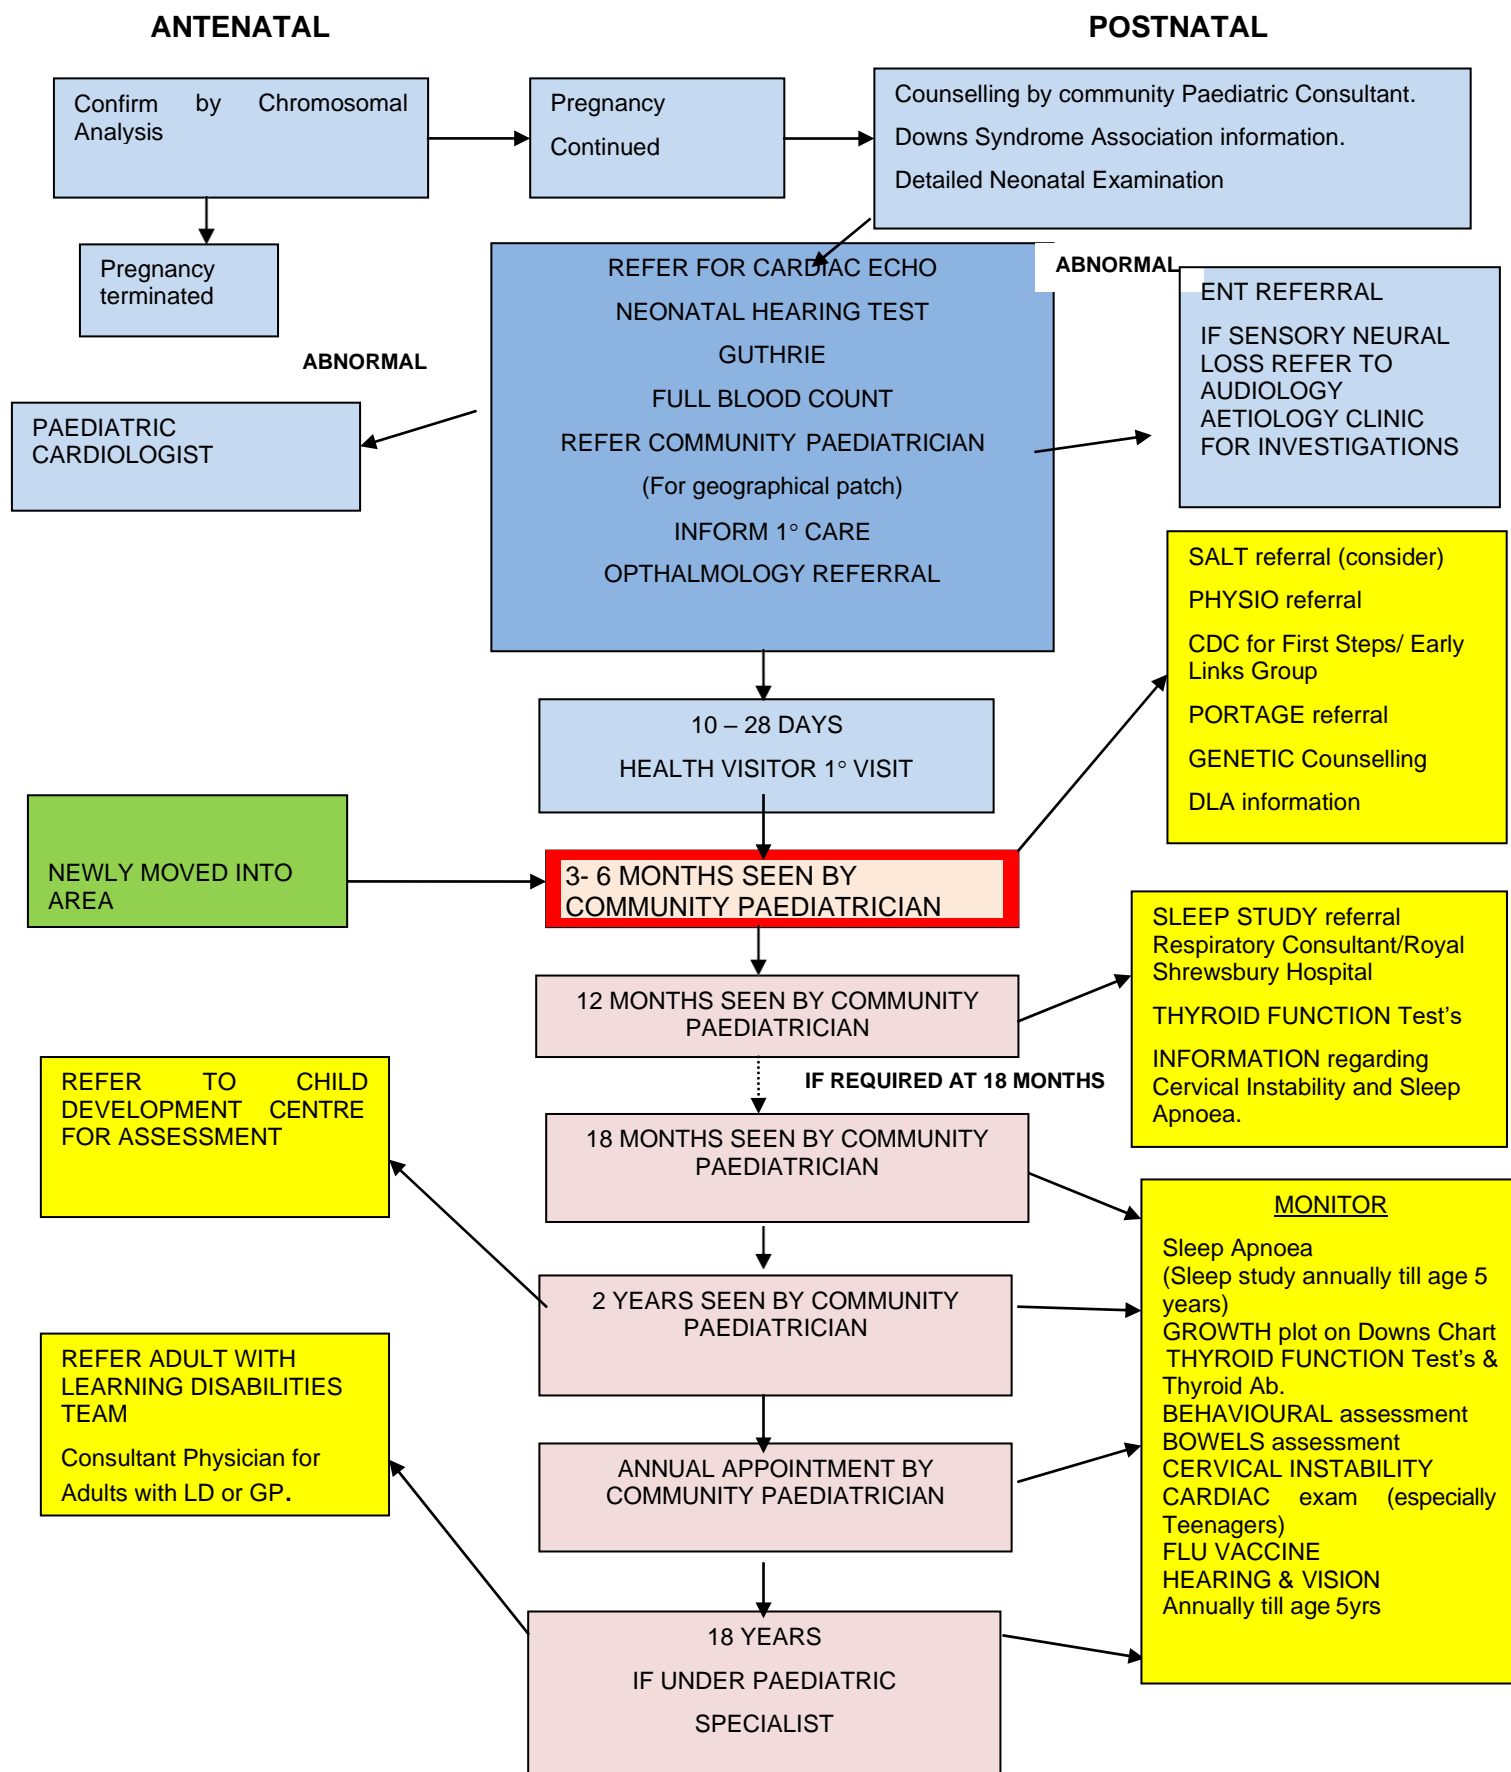 ANTENATAL
POSTNATAL
Confirm by Chromosomal
Analysis
Pregnancy
Continued
Counselling by community Paediatric Consultant.
Downs Syndrome Association information.
Detailed Neonatal Examination
Pregnancy
terminated
REFER FOR CARDIAC ECHO
NEONATAL HEARING TEST
GUTHRIE
FULL BLOOD COUNT
REFER COMMUNITY PAEDIATRICIAN
(For geographical patch)
INFORM 1° CARE
OPTHALMOLOGY REFERRAL
ABNORMAL
ENT REFERRAL
IF SENSORY NEURAL
LOSS REFER TO
AUDIOLOGY
AETIOLOGY CLINIC
FOR INVESTIGATIONS
ABNORMAL
PAEDIATRIC
CARDIOLOGIST
SALT referral (consider)
PHYSIO referral
CDC for First Steps/ Early
Links Group
PORTAGE referral
GENETIC Counselling
DLA information
10 – 28 DAYS
HEALTH VISITOR 1° VISIT
NEWLY MOVED INTO
AREA
3- 6 MONTHS SEEN BY
COMMUNITY PAEDIATRICIAN
SLEEP STUDY referral
Respiratory Consultant/Royal
Shrewsbury Hospital
THYROID FUNCTION Test's
INFORMATION regarding
Cervical Instability and Sleep
Apnoea.
12 MONTHS SEEN BY COMMUNITY
PAEDIATRICIAN
IF REQUIRED AT 18 MONTHS
REFER TO CHILD
DEVELOPMENT CENTRE
FOR ASSESSMENT
18 MONTHS SEEN BY COMMUNITY
PAEDIATRICIAN
MONITOR
Sleep Apnoea
(Sleep study annually till age 5
years)
GROWTH plot on Downs Chart
THYROID FUNCTION Test's &
Thyroid Ab.
BEHAVIOURAL assessment
BOWELS assessment
CERVICAL INSTABILITY
CARDIAC exam (especially
Teenagers)
FLU VACCINE
HEARING & VISION
Annually till age 5yrs
2 YEARS SEEN BY COMMUNITY
PAEDIATRICIAN
REFER ADULT WITH
LEARNING DISABILITIES
TEAM
Consultant Physician for
Adults with LD or GP.
ANNUAL APPOINTMENT BY
COMMUNITY PAEDIATRICIAN
18 YEARS
IF UNDER PAEDIATRIC
SPECIALIST